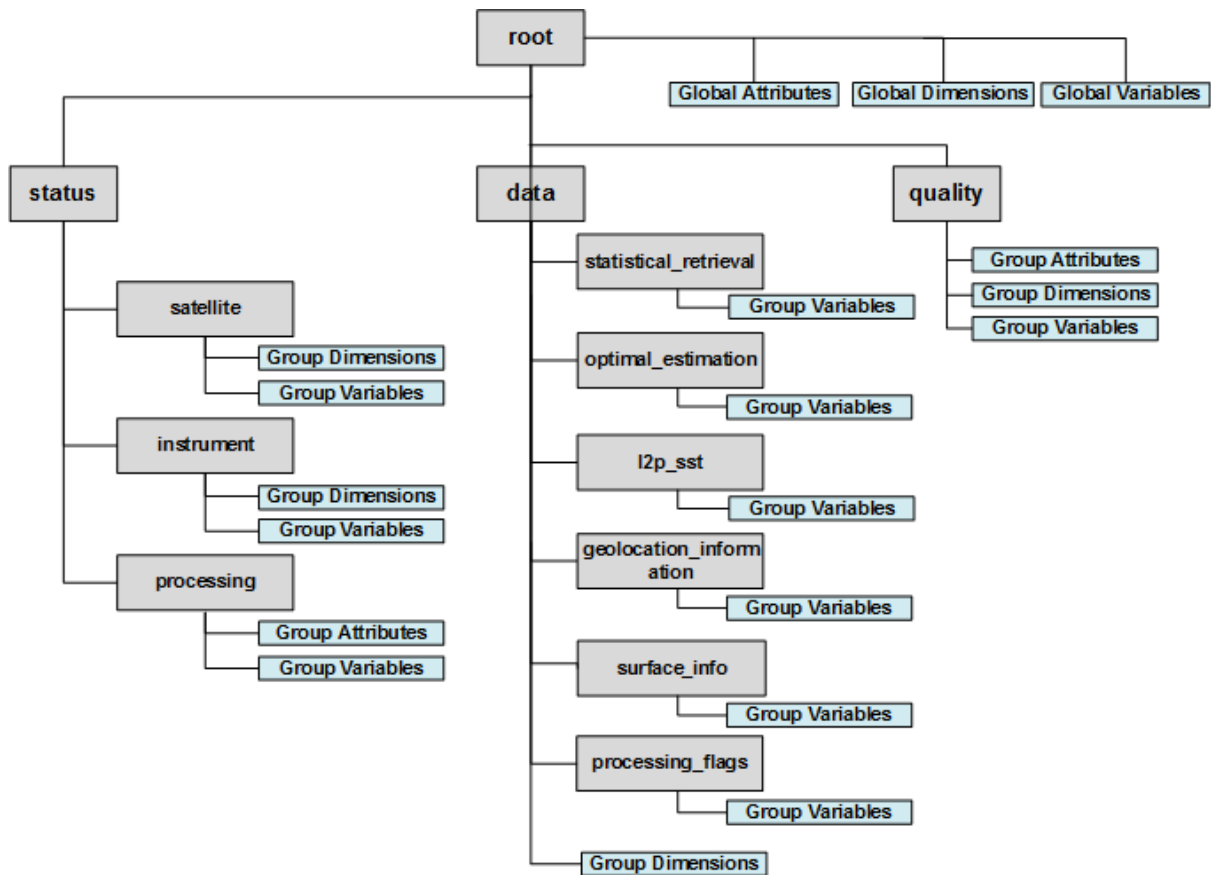 root
Global Attributes
Global Dimensions
Global Variables
status
satellite
Group Dimensions
Group Variables
instrument
Group Dimensions
Group Variables
processing
Group Attributes
Group Variables
data
statistical_retrieval
Group Variables
optimal_estimation
Group Variables
l2p_sst
Group Variables
geolocation_inform
ation
Group Variables
surface_info
Group Variables
processing_flags
Group Variables
Group Dimensions
quality
Group Attributes
Group Dimensions
Group Variables